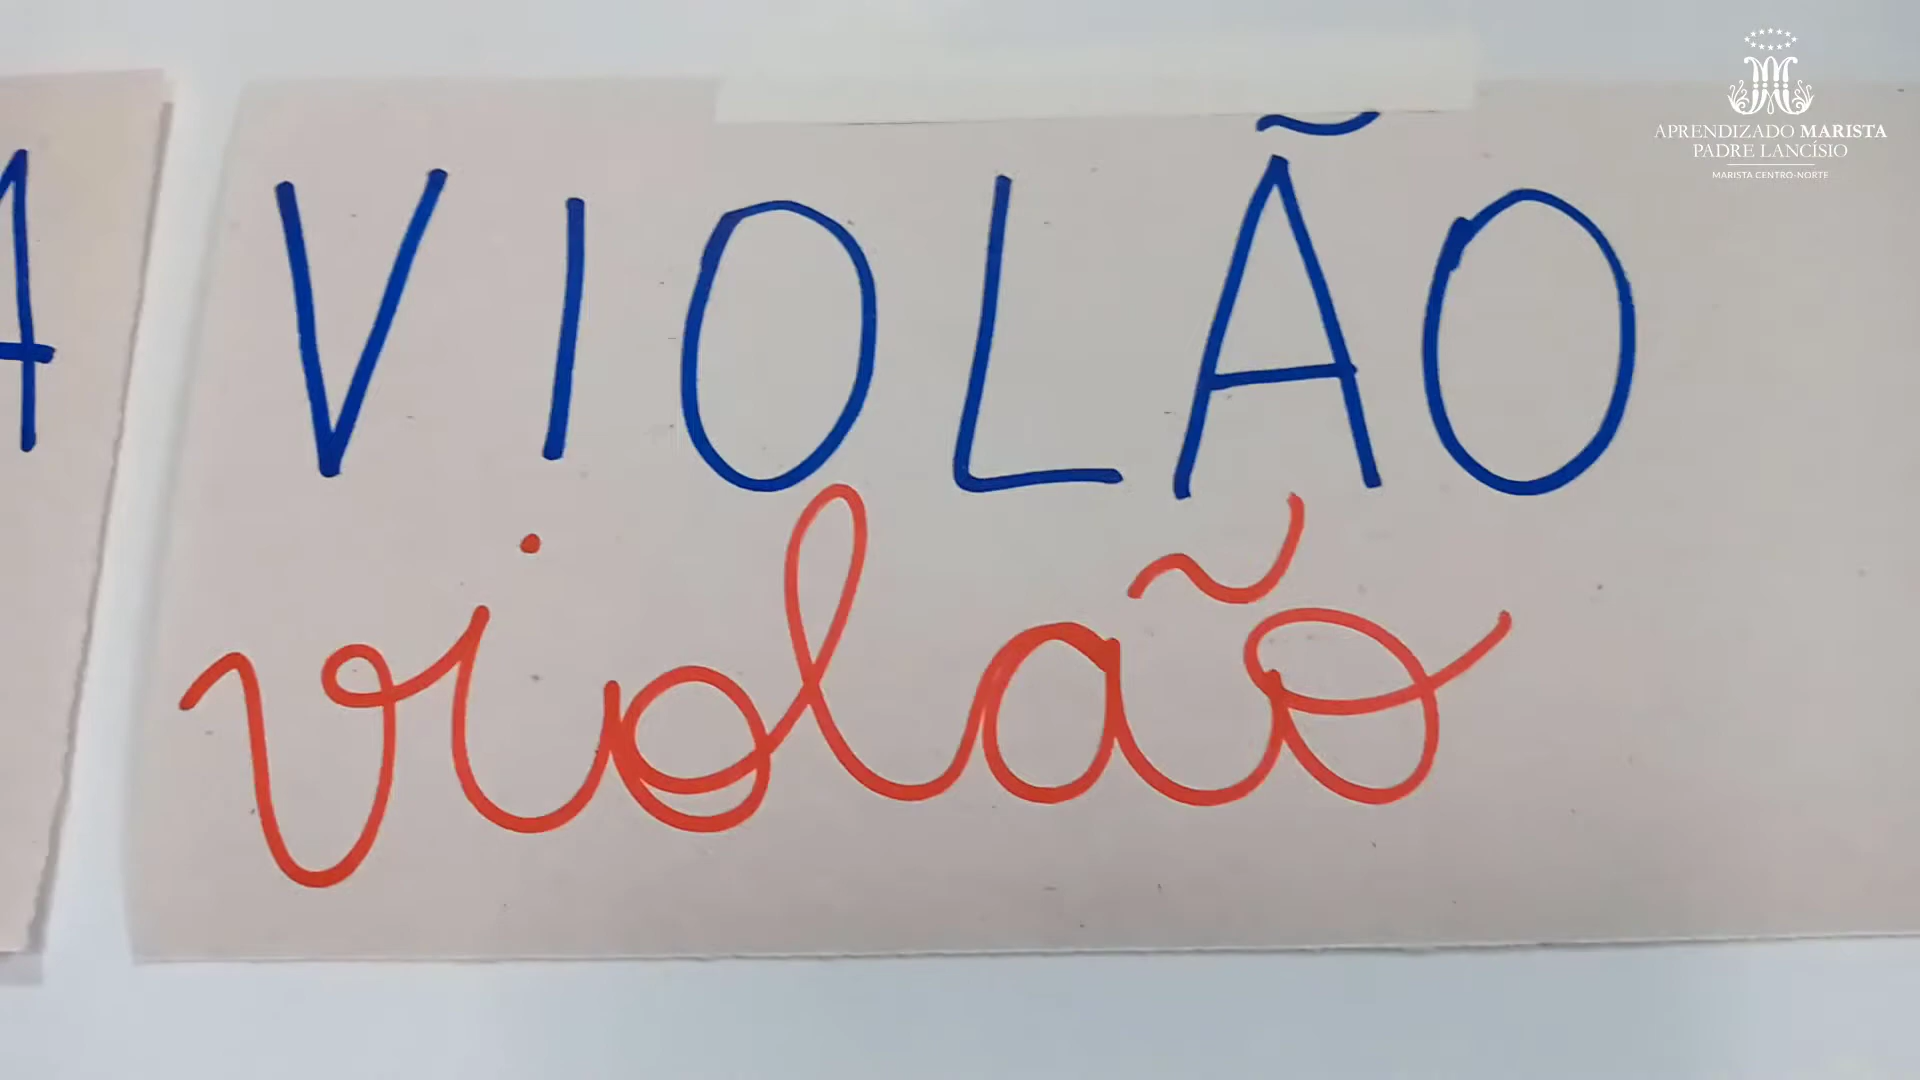 A
VIOLÃO
violão
APRENDIZADO MARISTA
PADRE LANCÍSIO
MARISTA CENTRO-NORTE